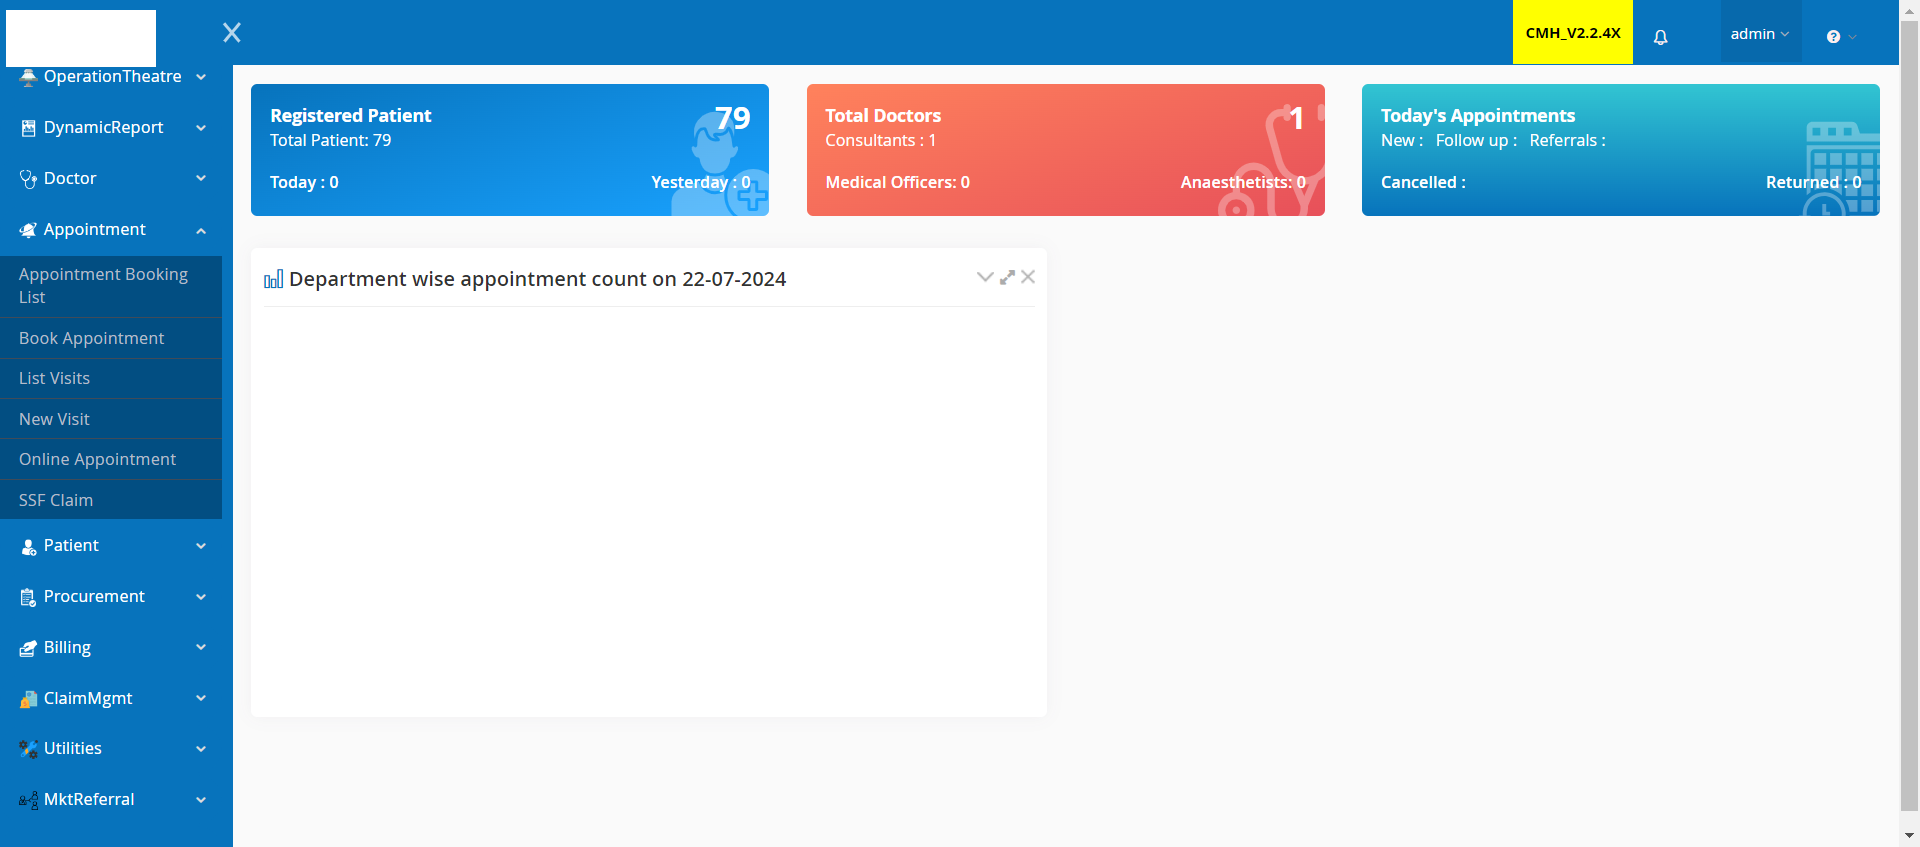 CMH_V2.2.4X
admin
OperationTheatre
DynamicReport
Doctor
Appointment
Appointment Booking
List
Book Appointment
List Visits
New Visit
Online Appointment
SSF Claim
Patient
Procurement
Billing
ClaimMgmt
Utilities
MktReferral
Registered Patient 79
Total Patient: 79
Today : 0 Yesterday : 0
Total Doctors 1
Consultants : 1
Medical Officers: 0 Anaesthetists: 0
Today's Appointments
New : Follow up : Referrals :
Cancelled : Returned : 0
Department wise appointment count on 22-07-2024